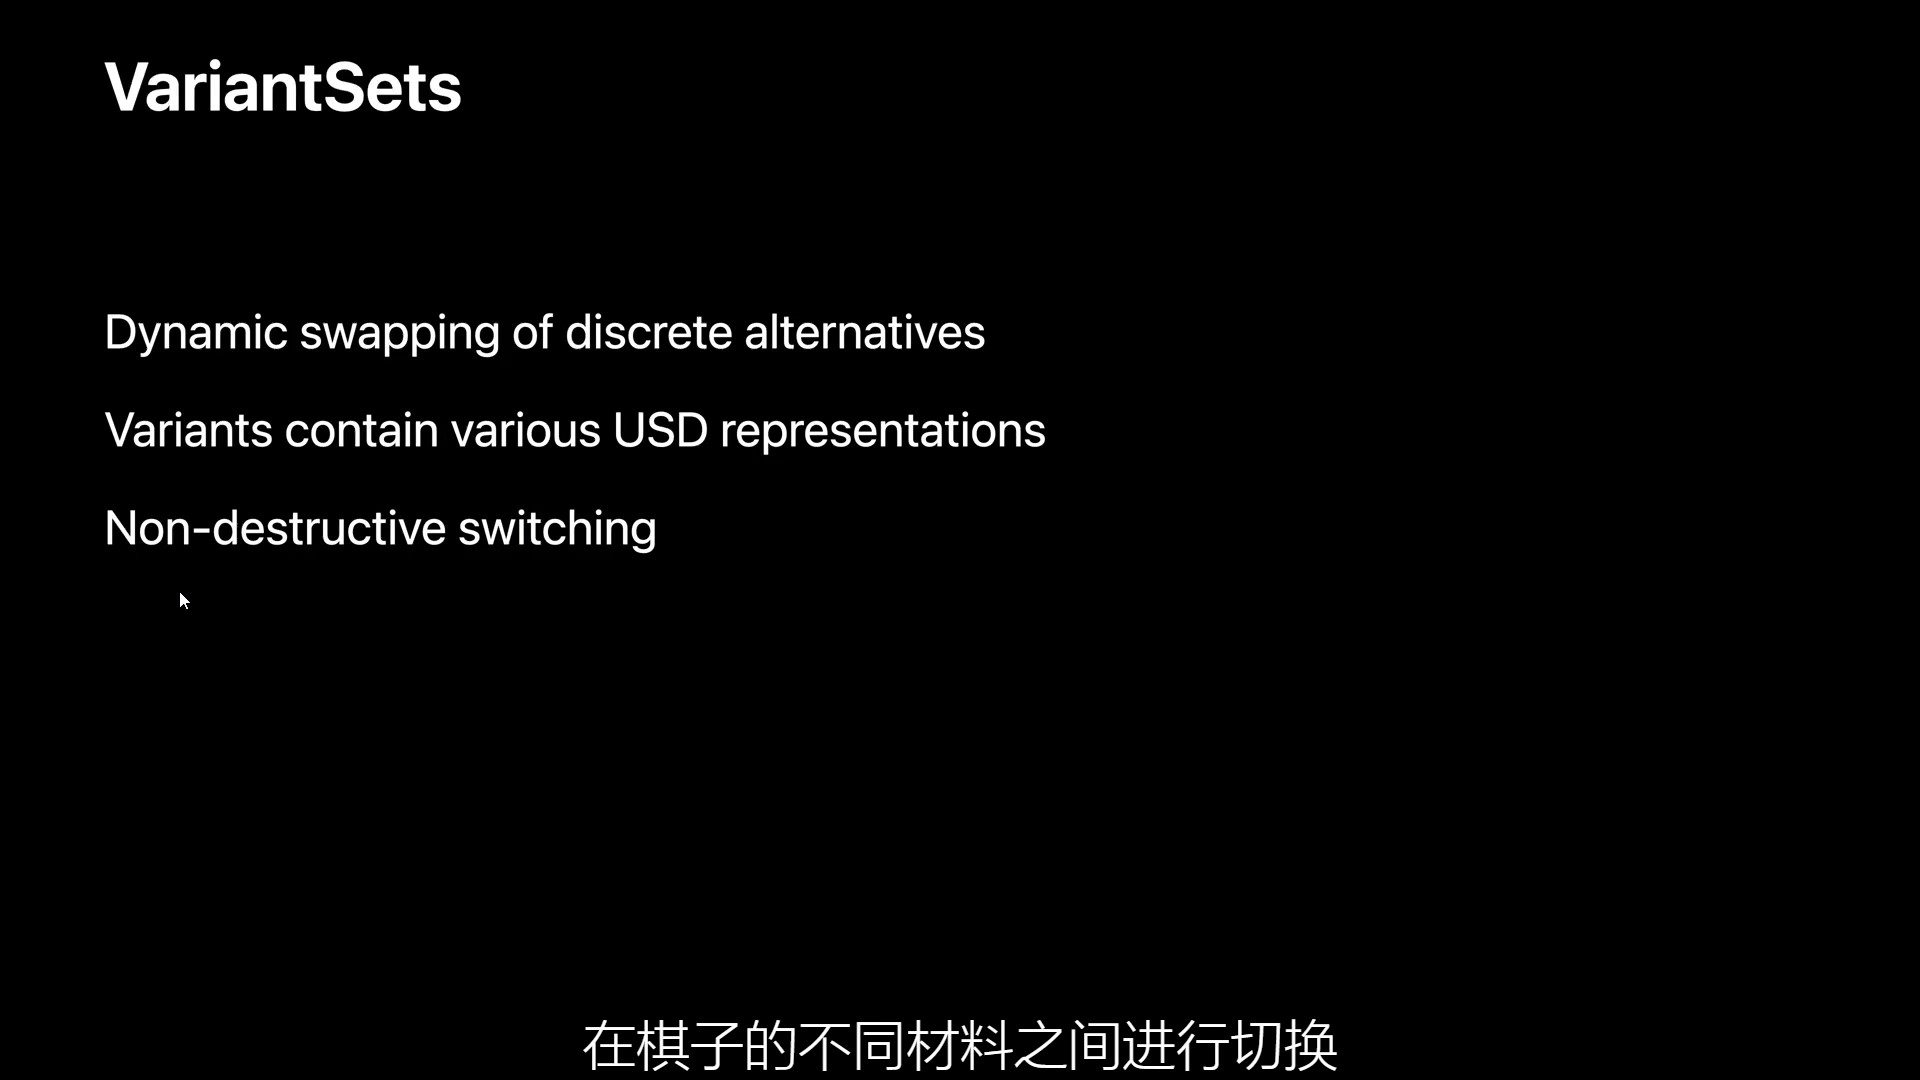 VariantSets
Dynamic swapping of discrete alternatives
Variants contain various USD representations
Non-destructive switching
在棋子的不同材料之间进行切换